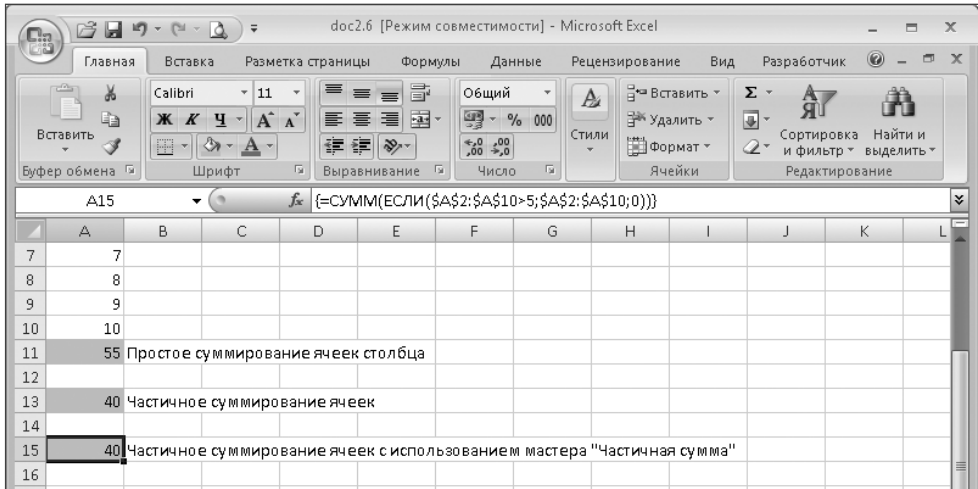 doc2.6 [Режим совместимости] - Microsoft Excel
Главная Вставка Разметка страницы Формулы Данные Рецензирование Вид Разработчик
Вставить
Буфер обмена
Calibri 11
Ж К Ч A A
A
Шрифт
Выравнивание
Общий
% 000
,00 ,00
Число
Стили
Вставить
Удалить
Формат
Ячейки
Σ
Сортировка и фильтр
Найти и выделить
Редактирование
A15 fx {=СУММ(ЕСЛИ($A$2:$A$10>5;$A$2:$A$10;0))}
A B C D E F G H I J K L
7 7
8 8
9 9
10 10
11 55 Простое суммирование ячеек столбца
12
13 40 Частичное суммирование ячеек
14
15 40 Частичное суммирование ячеек с использованием мастера "Частичная сумма"
16